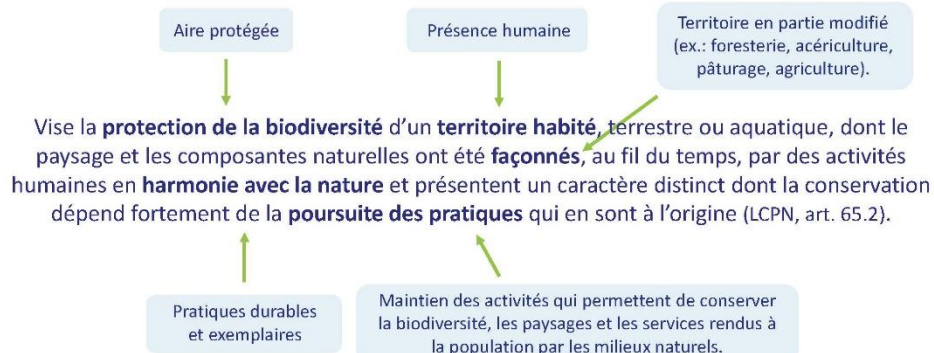 Aire protégée
Présence humaine
Territoire en partie modifié
(ex.: foresterie, acériculture,
pâturage, agriculture).
Vise la protection de la biodiversité d'un territoire habité, terrestre ou aquatique, dont le
paysage et les composantes naturelles ont été façonnés, au fil du temps, par des activités
humaines en harmonie avec la nature et présentent un caractère distinct dont la conservation
dépend fortement de la poursuite des pratiques qui en sont à l'origine (LCPN, art. 65.2).
Pratiques durables
et exemplaires
Maintien des activités qui permettent de conserver
la biodiversité, les paysages et les services rendus à
la population par les milieux naturels.